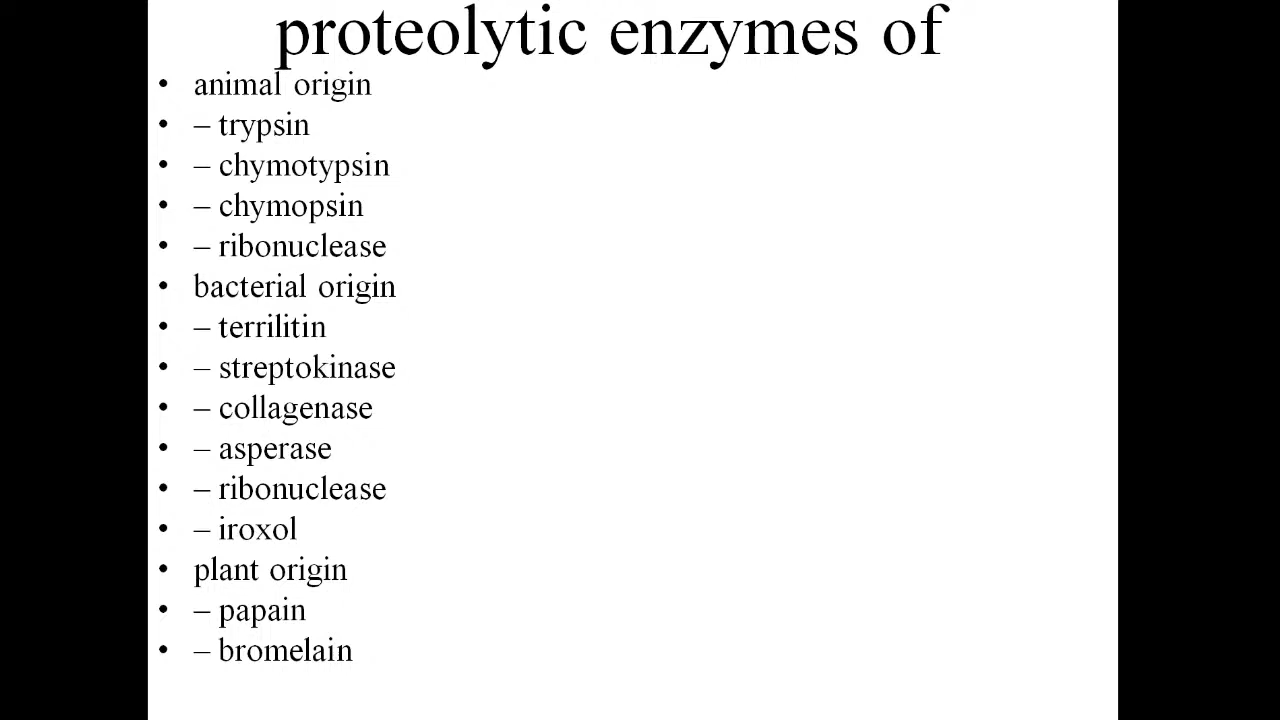 proteolytic enzymes of
• animal origin
• – trypsin
• – chymotypsin
• – chymopsin
• – ribonuclease
• bacterial origin
• – terrilitin
• – streptokinase
• – collagenase
• – asperase
• – ribonuclease
• – iroxol
• plant origin
• – papain
• – bromelain